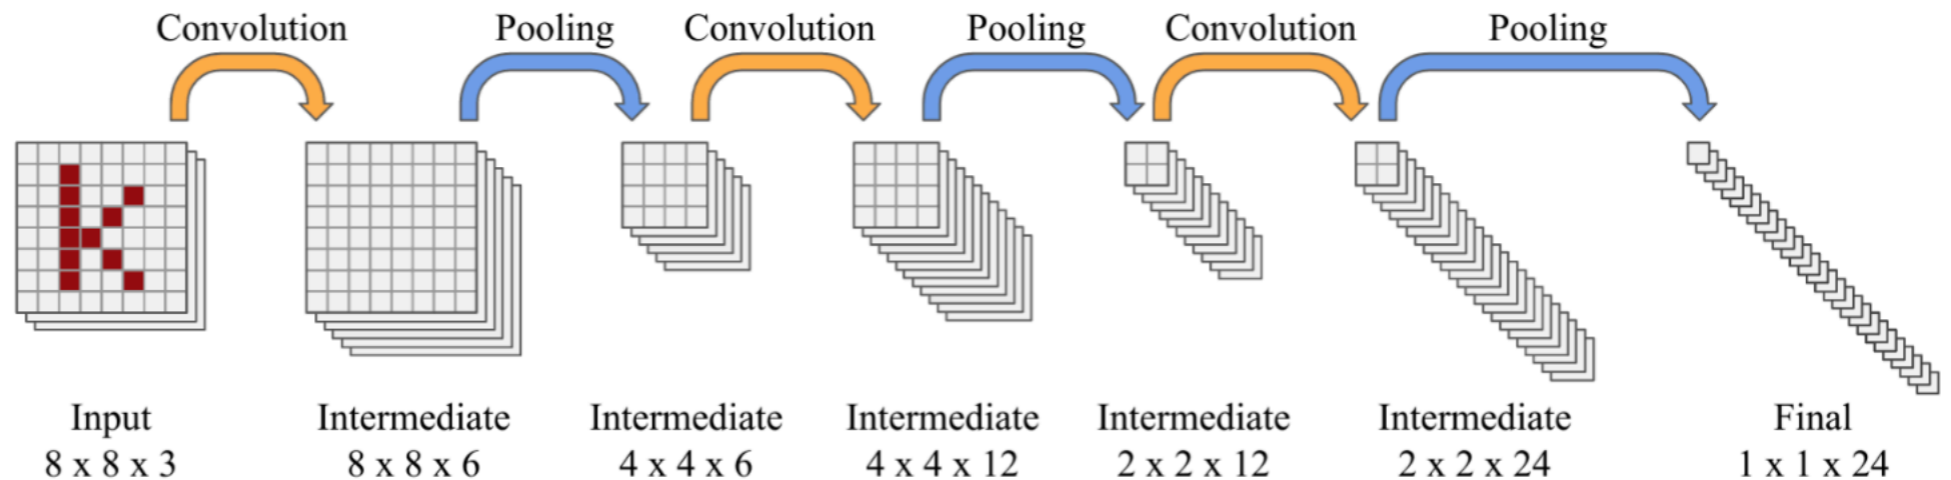 Convolution Pooling Convolution Pooling Convolution Pooling
Input Intermediate Intermediate Intermediate Intermediate Intermediate Final
8 x 8 x 3 8 x 8 x 6 4 x 4 x 6 4 x 4 x 12 2 x 2 x 12 2 x 2 x 24 1 x 1 x 24